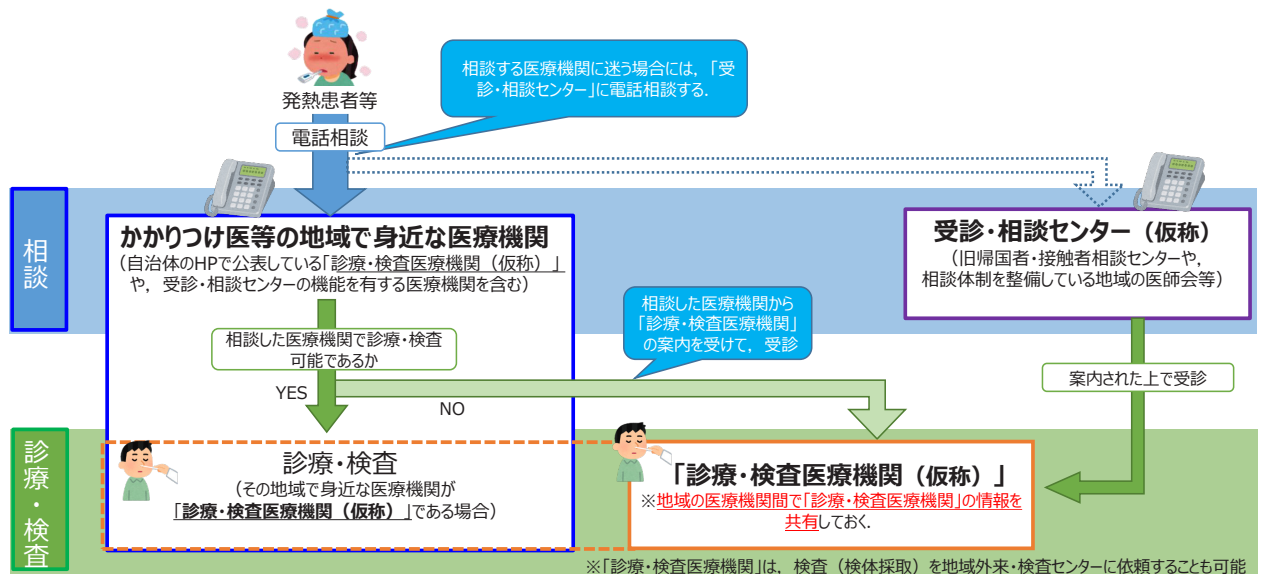 発熱患者等
電話相談
相談する医療機関に迷う場合には，「受
診・相談センター」に電話相談する．
相談
かかりつけ医等の地域で身近な医療機関
（自治体のHPで公表している「診療・検査医療機関（仮称）」
や，受診・相談センターの機能を有する医療機関を含む）
受診・相談センター（仮称）
（旧帰国者・接触者相談センターや，
相談体制を整備している地域の医師会等）
相談した医療機関で診療・検査
可能であるか
相談した医療機関から
「診療・検査医療機関」
の案内を受けて，受診
案内された上で受診
YES
NO
診療・検査
診療・検査
（その地域で身近な医療機関が
「診療・検査医療機関（仮称）」である場合）
「診療・検査医療機関（仮称）」
※地域の医療機関間で「診療・検査医療機関」の情報を
共有しておく．
※「診療・検査医療機関」は，検査（検体採取）を地域外来・検査センターに依頼することも可能